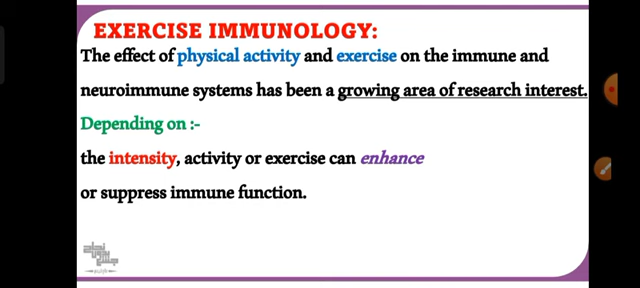 EXERCISE IMMUNOLOGY:
The effect of physical activity and exercise on the immune and
neuroimmune systems has been a growing area of research interest.
Depending on :-
the intensity, activity or exercise can enhance
or suppress immune function.